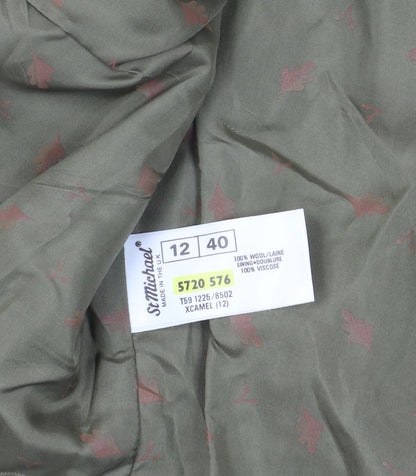 St Michael®
MADE IN THE U.K.
12 40
100% WOOL/LAINE
LINING•DOUBLURE
100% VISCOSE
5720 576
T59 1225/8502
XCAMEL (12)